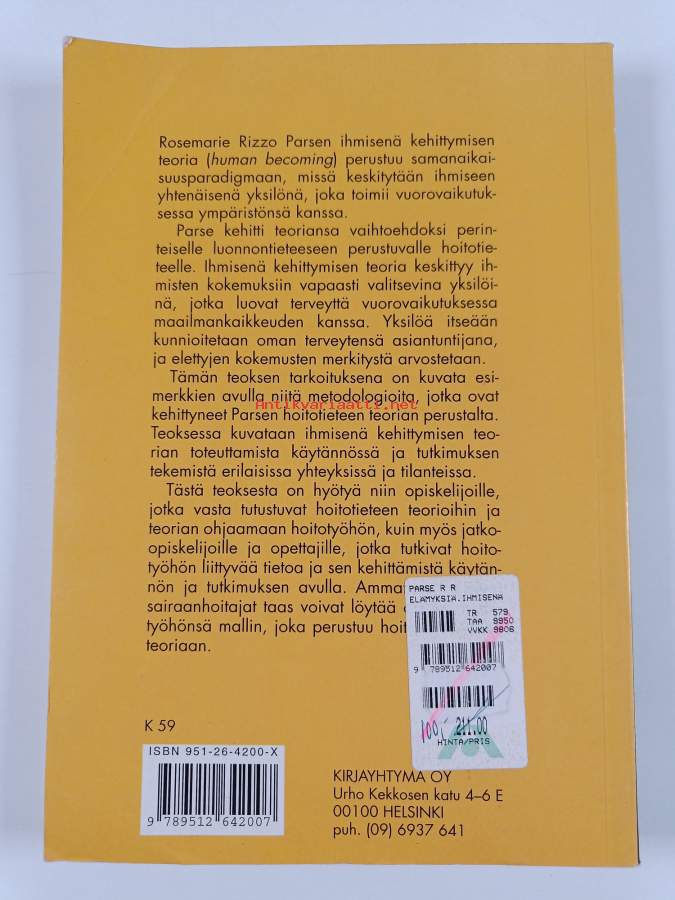 Rosemarie Rizzo Parsen ihmisenä kehittymisen
teoria (human becoming) perustuu samanaikai-
suusparadigmaan, missä keskitytään ihmiseen
yhtenäisenä yksilönä, joka toimii vuorovaikutuk-
sessa ympäristönsä kanssa.
Parse kehitti teoriansa vaihtoehdoksi perin-
teiselle luonnontieteeseen perustuvalle hoitotie-
teelle. Ihmisenä kehittymisen teoria keskittyy ih-
misten kokemuksiin vapaasti valitsevina yksilöi-
nä, jotka luovat terveyttä vuorovaikutuksessa
maailmankaikkeuden kanssa. Yksilöä itseään
kunnioitetaan oman terveytensä asiantuntijana,
ja elettyjen kokemusten merkitystä arvostetaan.
Tämän teoksen tarkoituksena on kuvata esi-
merkkien avulla niitä metodologioita, jotka ovat
Antikvariaatti.net
kehittyneet Parsen hoitotieteen teorian perustalta.
Teoksessa kuvataan ihmisenä kehittymisen teo-
rian toteuttamista käytännössä ja tutkimuksen
tekemistä erilaisissa yhteyksissä ja tilanteissa.
Tästä teoksesta on hyötyä niin opiskelijoille,
jotka vasta tutustuvat hoitotieteen teorioihin ja
teorian ohjaamaan hoitotyöhön, kuin myös jatko-
opiskelijoille ja opettajille, jotka tutkivat hoito-
työhön liittyvää tietoa ja sen kehittämistä käytän-
nön ja tutkimuksen avulla. Ammat
sairaanhoitajat taas voivat löytää
työhönsä mallin, joka perustuu hoit
teoriaan.
PARSE R R
ELÄMYKSIÄ.IHMISENÄ
TR 579
TAA 9950
VVKK 9808
9 789512 642007
100,- 211.00
HINTA/PRIS
K 59
ISBN 951-26-4200-X
9 789512 642007
KIRJAYHTYMÄ OY
Urho Kekkosen katu 4–6 E
00100 HELSINKI
puh. (09) 6937 641